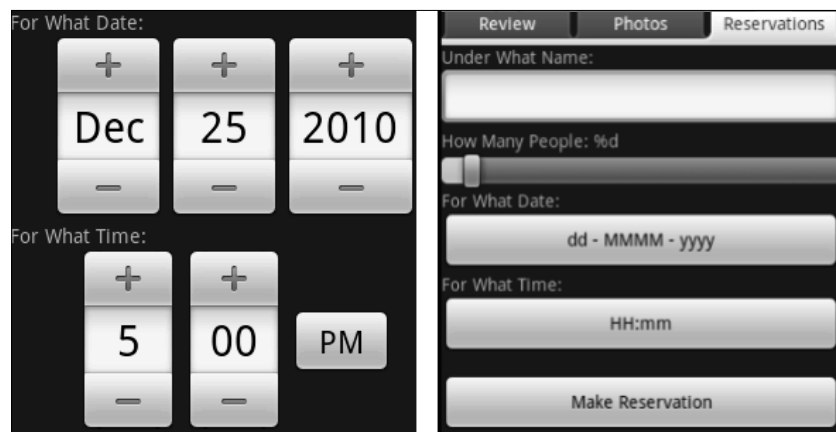 For What Date:
+ + +
Dec 25 2010
− − −
For What Time:
+ +
5 00 PM
− −
Review Photos Reservations
Under What Name:
How Many People: %d
For What Date:
dd - MMMM - yyyy
For What Time:
HH:mm
Make Reservation